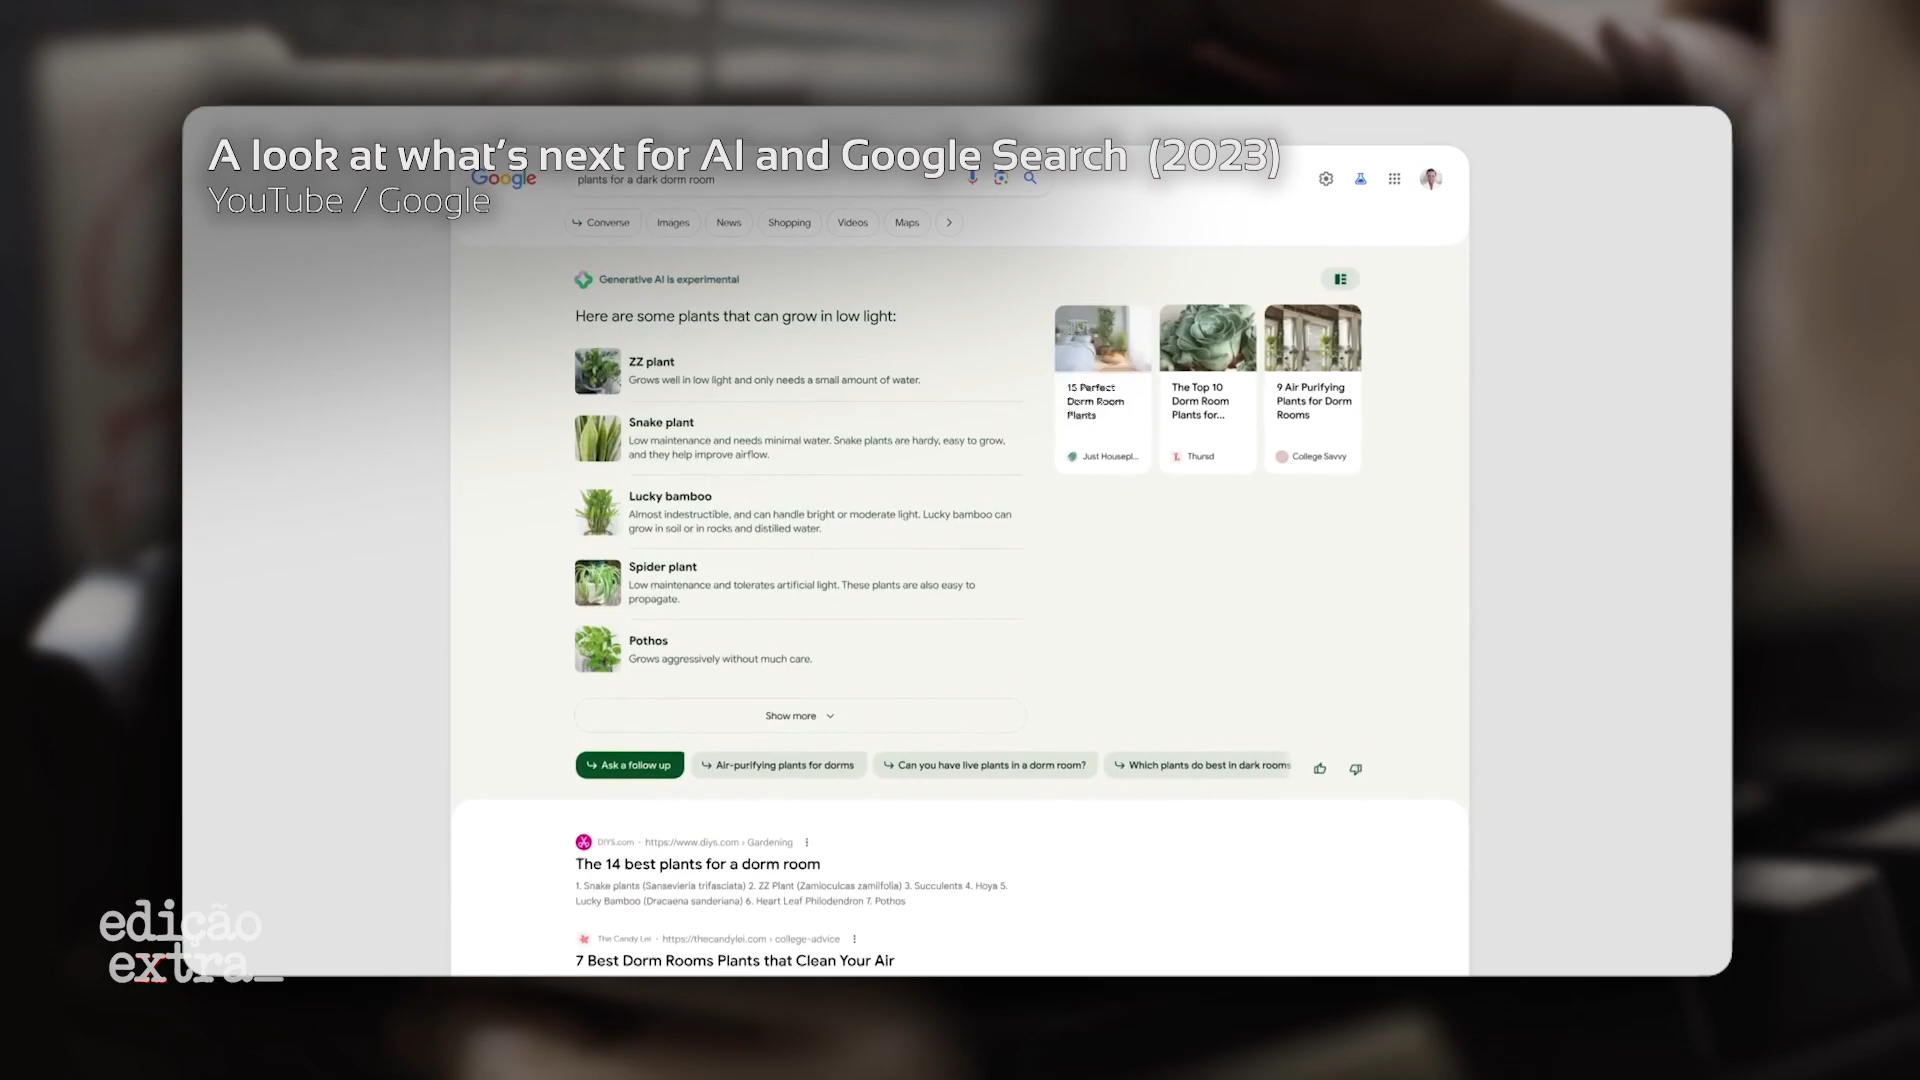 A look at what's next for AI and Google Search (2023)
YouTube / Google
Google
plants for a dark dorm room
Converse
Images
News
Shopping
Videos
Maps
Generative AI is experimental
Here are some plants that can grow in low light:
ZZ plant
Grows well in low light and only needs a small amount of water.
Snake plant
Low maintenance and needs minimal water. Snake plants are hardy, easy to grow,
and they help improve airflow.
Lucky bamboo
Almost indestructible, and can handle bright or moderate light. Lucky bamboo can
grow in soil or in rocks and distilled water.
Spider plant
Low maintenance and tolerates artificial light. These plants are also easy to
propagate.
Pothos
Grows aggressively without much care.
Show more
15 Perfect
Dorm Room
Plants
Just Housepl...
The Top 10
Dorm Room
Plants for...
Thursd
9 Air Purifying
Plants for Dorm
Rooms
College Savvy
Ask a follow up
Air-purifying plants for dorms
Can you have live plants in a dorm room?
Which plants do best in dark rooms
DIYS.com · https://www.diys.com › Gardening
The 14 best plants for a dorm room
1. Snake plants (Sansevieria trifasciata) 2. ZZ Plant (Zamioculcas zamiifolia) 3. Succulents 4. Hoya 5.
Lucky Bamboo (Dracaena sanderiana) 6. Heart Leaf Philodendron 7. Pothos
The Candy Lei · https://thecandylei.com › college-advice
7 Best Dorm Rooms Plants that Clean Your Air
edição
extra_